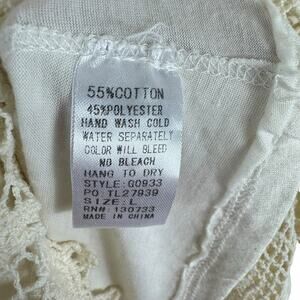 55%COTTON
45%POLYESTER
HAND WASH COLD
WATER SEPARATELY
COLOR WILL BLEED
NO BLEACH
HANG TO DRY
STYLE: G0933
PO: TL27939
SIZE: L
RN#: 130733
MADE IN CHINA